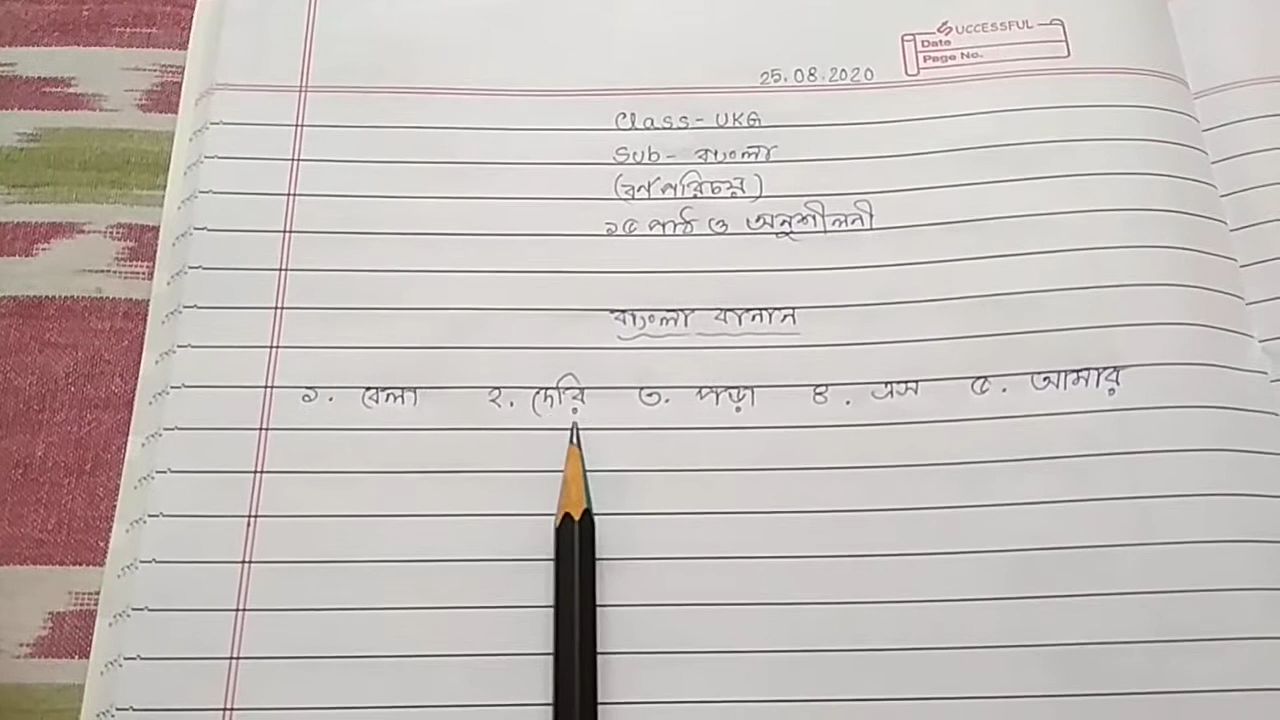 SUCCESSFUL
Date
Page No.
25.08.2020
Class - UKG
Sub - বাংলা
(বর্ণপরিচয়)
১৫ পাঠ ও অনুশীলনী
বাংলা বানান
১. বেলা ২. দেরি ৩. পড়া ৪. এস ৫. আমার